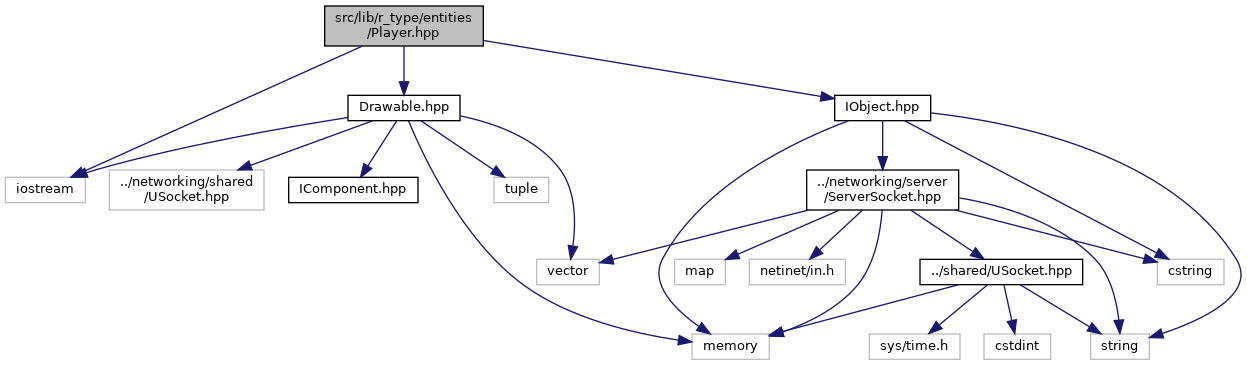 src/lib/r_type/entities
/Player.hpp
Drawable.hpp
IObject.hpp
iostream
../networking/shared
/USocket.hpp
IComponent.hpp
tuple
../networking/server
/ServerSocket.hpp
vector
map
netinet/in.h
../shared/USocket.hpp
cstring
memory
sys/time.h
cstdint
string